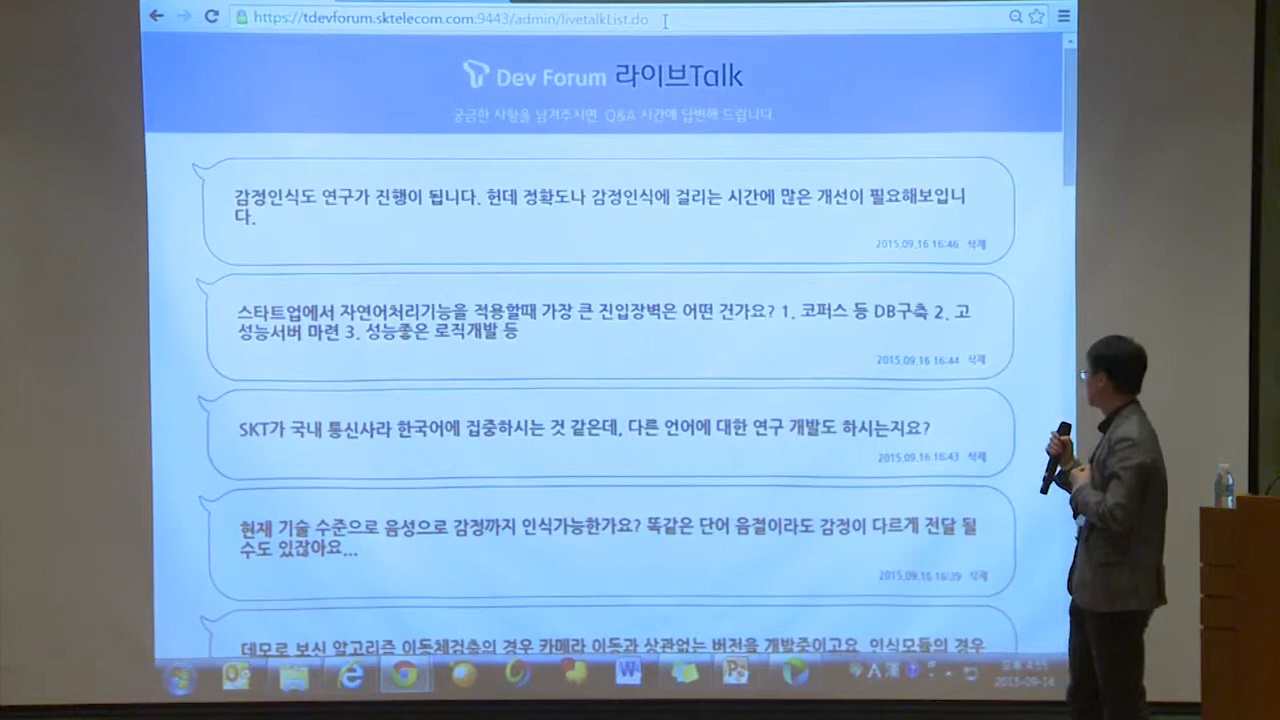 https://tdevforum.sktelecom.com:9443/admin/livetalkList.do
Dev Forum 라이브Talk
궁금한 사항을 남겨주시면 Q&A 시간에 답변해 드립니다.
감정인식도 연구가 진행이 됩니다. 헌데 정확도나 감정인식에 걸리는 시간에 많은 개선이 필요해보입니
다.
2015.09.16 16:46 삭제
스타트업에서 자연어처리기능을 적용할때 가장 큰 진입장벽은 어떤 건가요? 1. 코퍼스 등 DB구축 2. 고
성능서버 마련 3. 성능좋은 로직개발 등
2015.09.16 16:44 삭제
SKT가 국내 통신사라 한국어에 집중하시는 것 같은데, 다른 언어에 대한 연구 개발도 하시는지요?
2015.09.16 16:43 삭제
현재 기술 수준으로 음성으로 감정까지 인식가능한가요? 똑같은 단어 음절이라도 감정이 다르게 전달 될
수도 있잖아요...
2015.09.16 16:39 삭제
데모로 보신 알고리즘 이동체검출의 경우 카메라 이동과 상관없는 버전을 개발중이고요, 인식모듈의 경우
A 漢
오후 4:55
2015-09-16